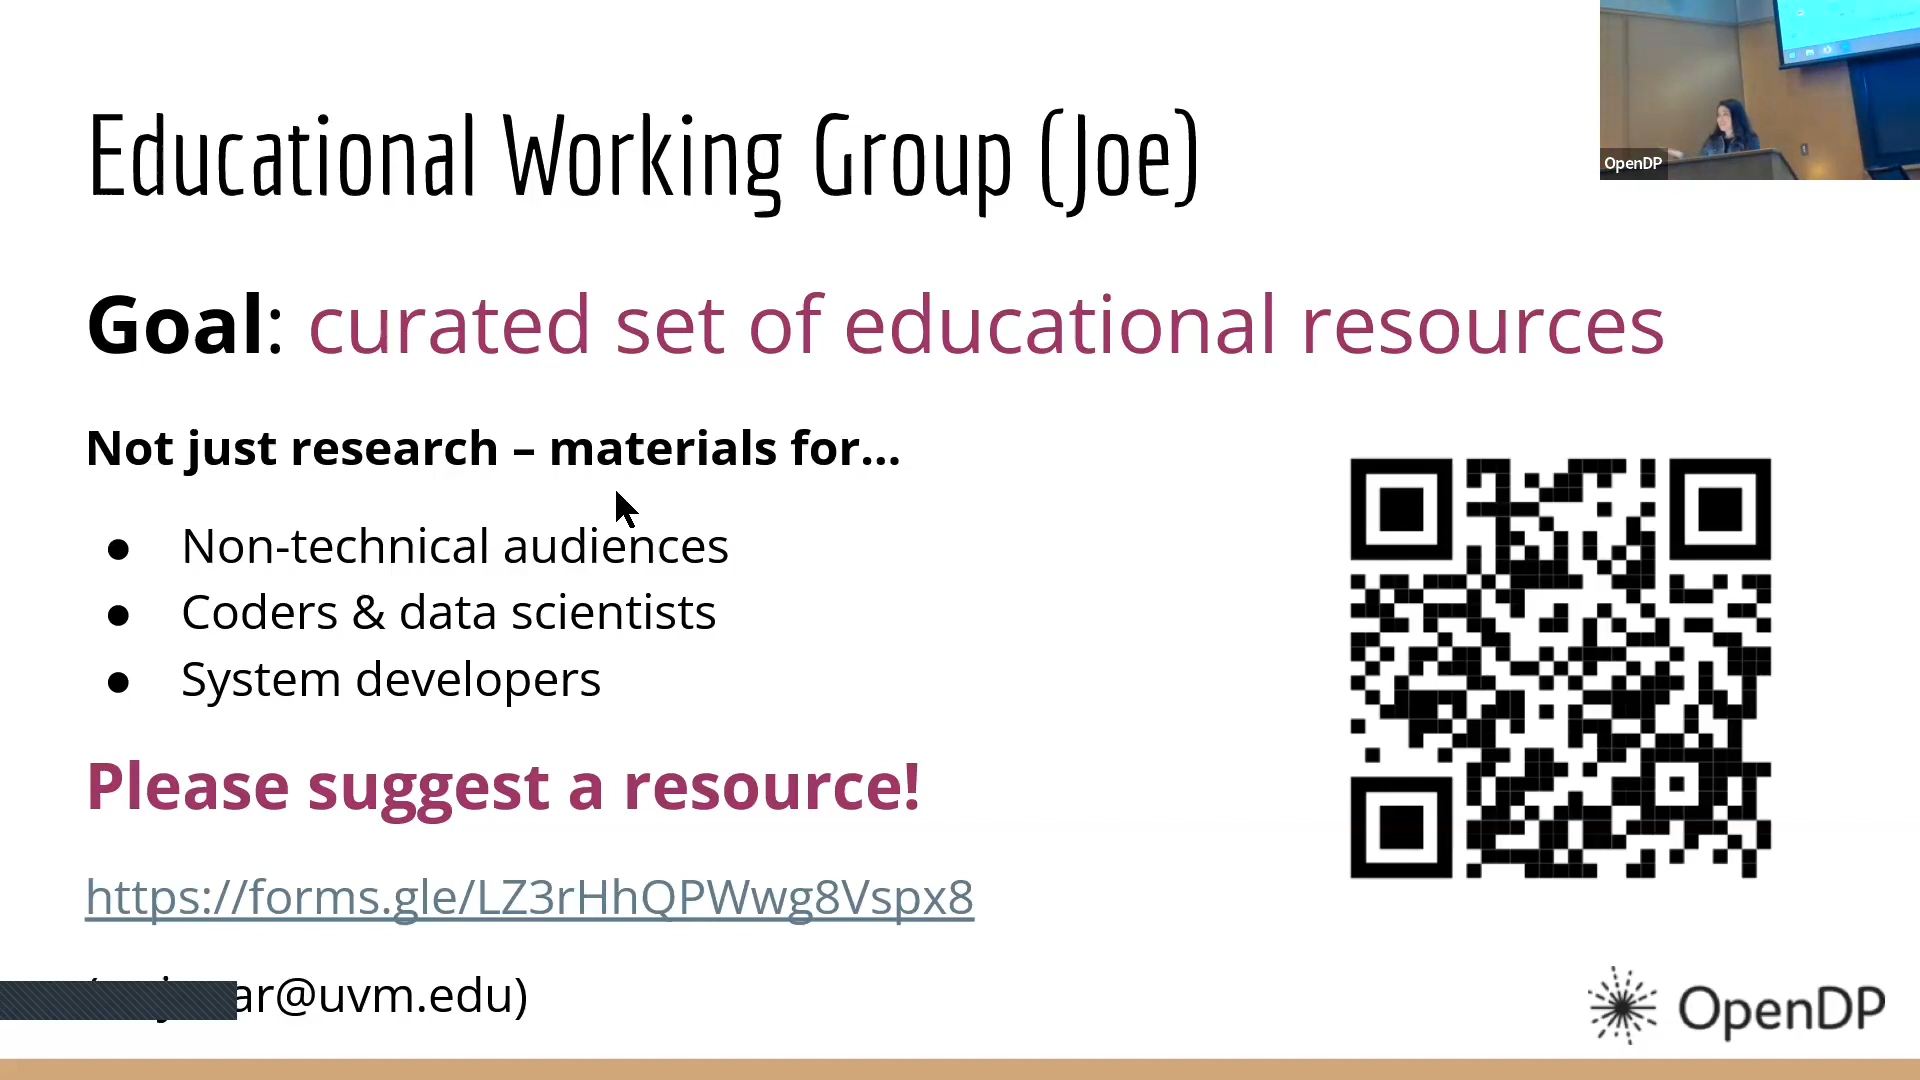 Educational Working Group (Joe)
OpenDP
Goal: curated set of educational resources
Not just research – materials for...
● Non-technical audiences
● Coders & data scientists
● System developers
Please suggest a resource!
https://forms.gle/LZ3rHhQPWwg8Vspx8
ar@uvm.edu)
OpenDP